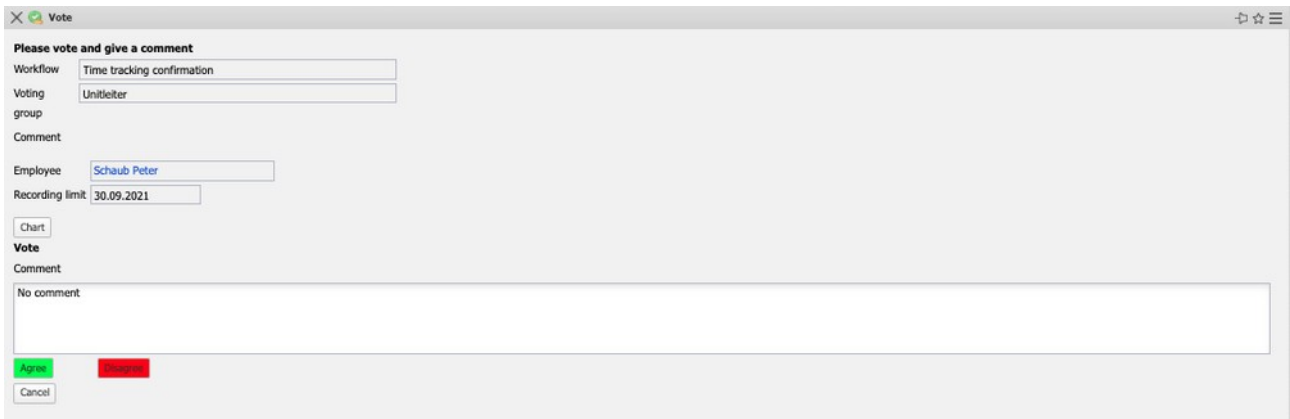 Vote
Please vote and give a comment
Workflow Time tracking confirmation
Voting group Unitleiter
Comment
Employee Schaub Peter
Recording limit 30.09.2021
Chart
Vote
Comment
No comment
Agree Disagree
Cancel